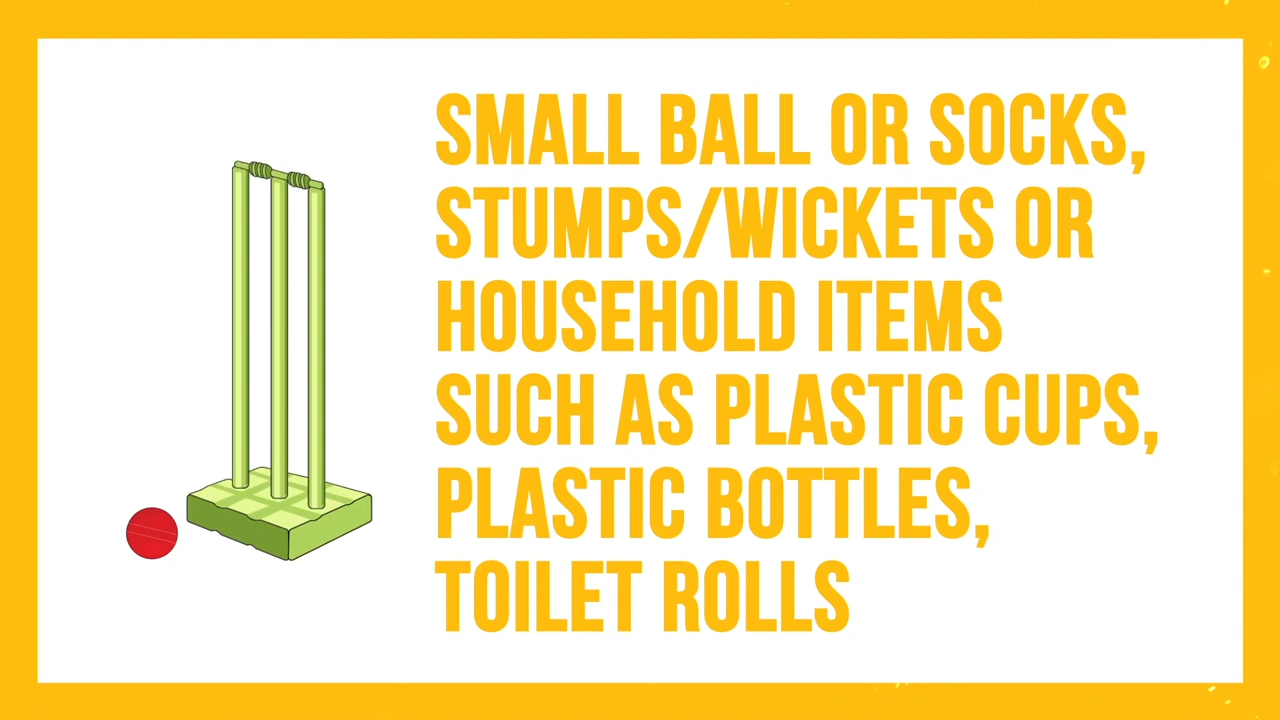 SMALL BALL OR SOCKS,
STUMPS/WICKETS OR
HOUSEHOLD ITEMS
SUCH AS PLASTIC CUPS,
PLASTIC BOTTLES,
TOILET ROLLS